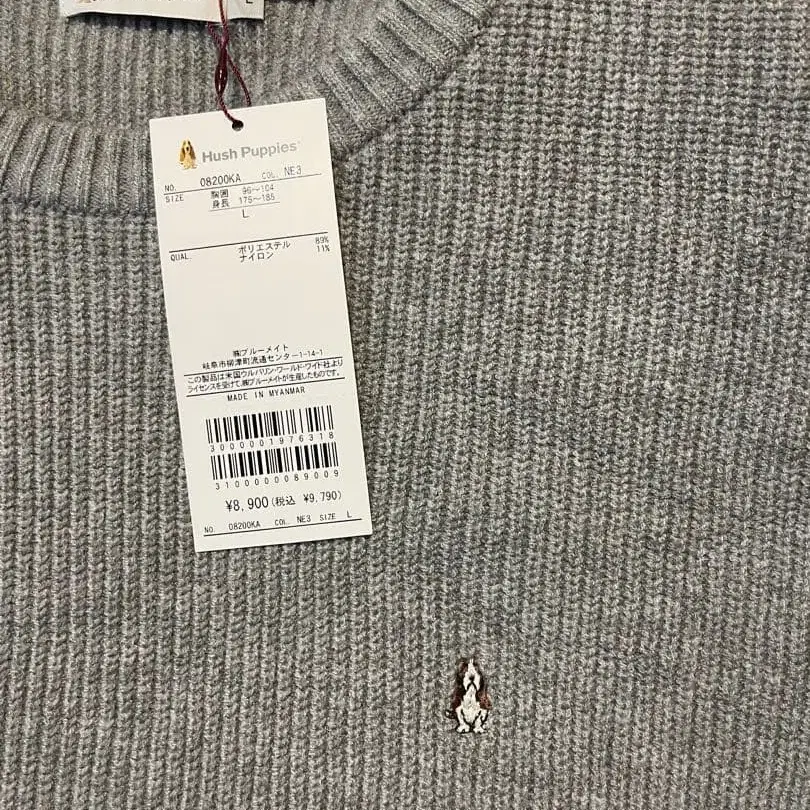 L
Hush Puppies
NO. 08200KA COL. NE3
SIZE 胸囲 96～104
身長 175～185
L
QUAL. ポリエステル 89%
ナイロン 11%
㈱ブルーメイト
岐阜市柳津町流通センター1-14-1
この製品は米国ウルバリン・ワールド・ワイド社より
ライセンスを受けて、㈱ブルーメイトが生産したものです。
MADE IN MYANMAR
3000001976318
3100000089009
¥8,900(税込 ¥9,790)
NO. 08200KA COL. NE3 SIZE L